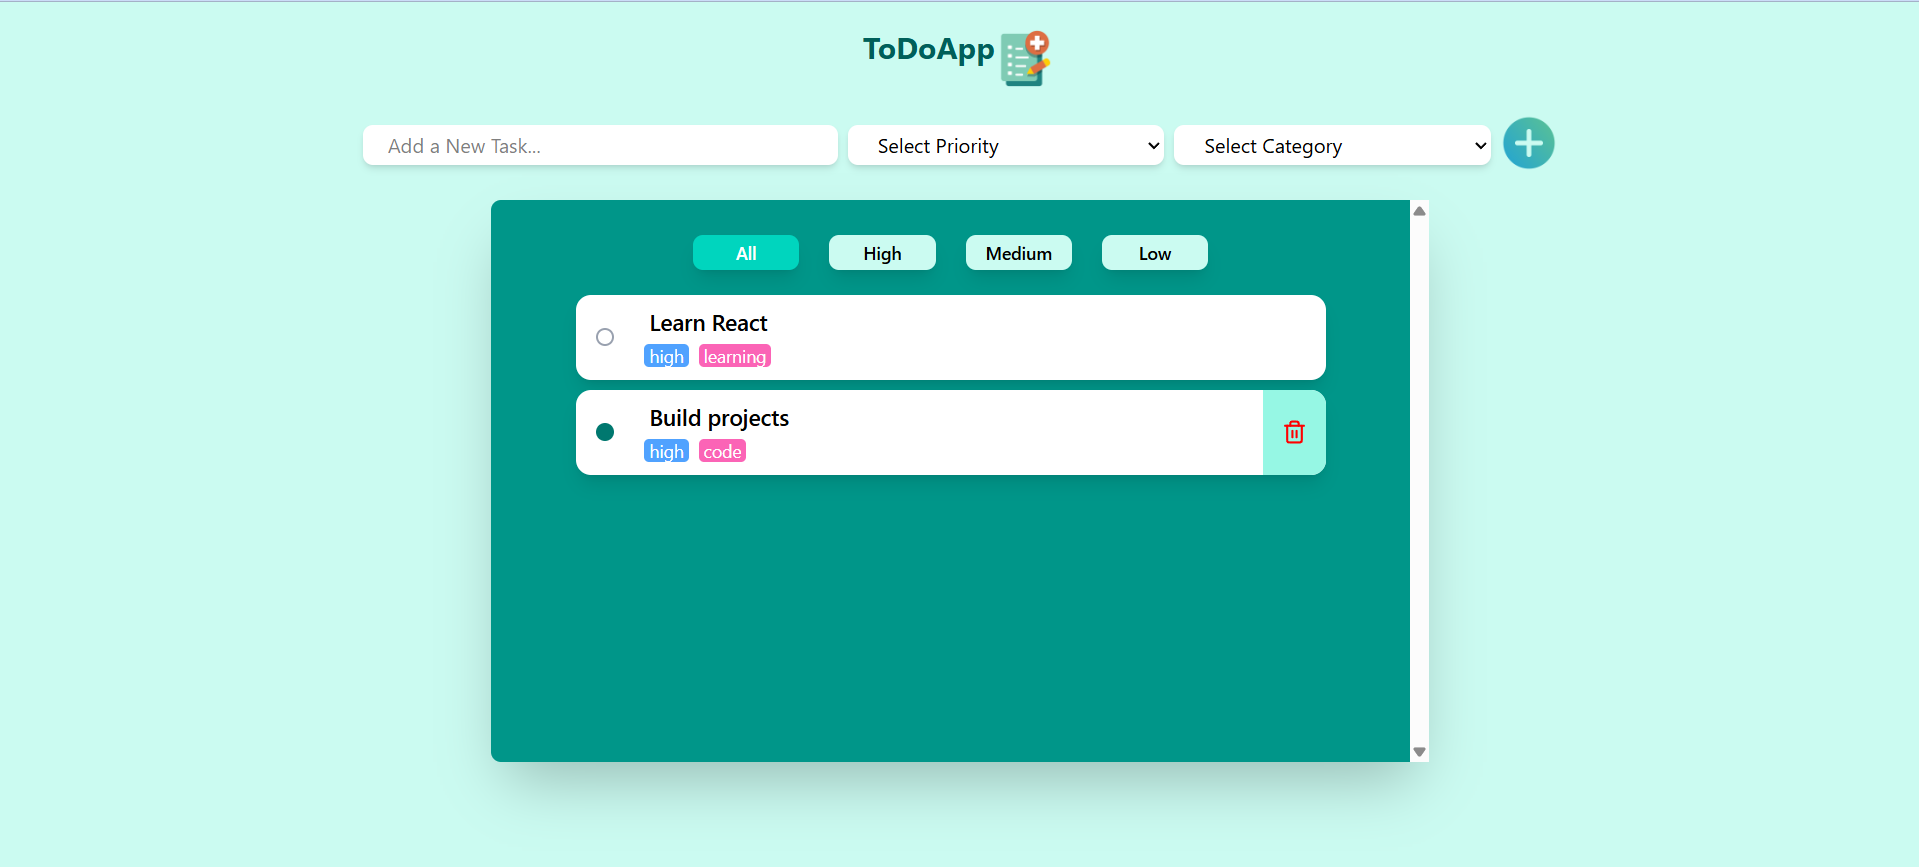 ToDoApp
Add a New Task... Select Priority Select Category
All High Medium Low
Learn React
high learning
Build projects
high code